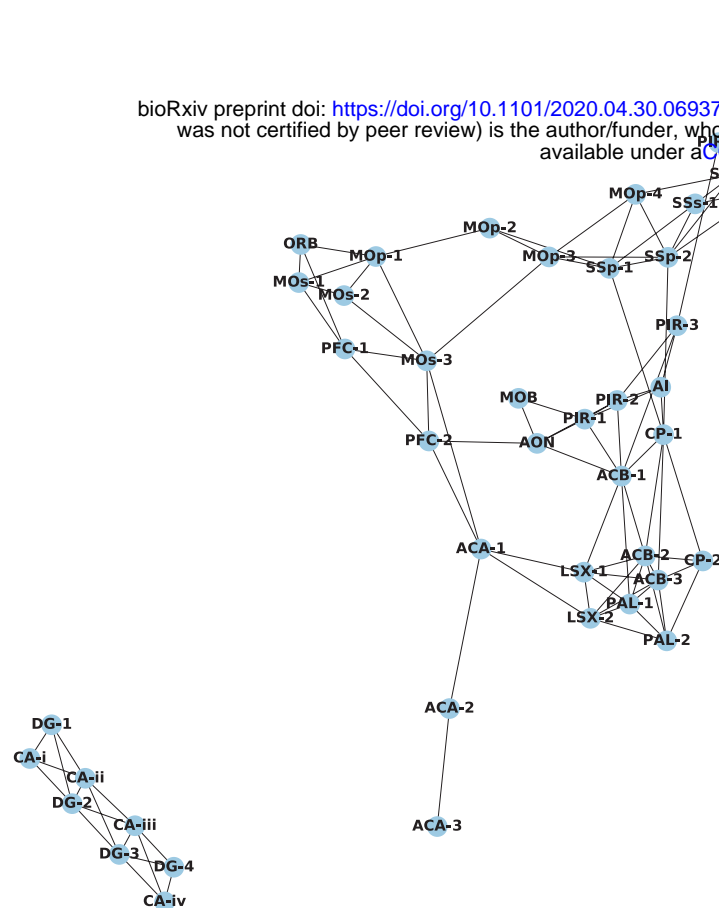 bioRxiv preprint doi: https://doi.org/10.1101/2020.04.30.06937
was not certified by peer review) is the author/funder, who
available under aC
MOp-4
SSs-1
MOp-2
ORB
MOp-1
MOp-3
SSp-2
SSp-1
MOs-1
MOs-2
PIR-3
PFC-1
MOs-3
AI
MOB
PIR-2
PIR-1
CP-1
PFC-2
AON
ACB-1
ACA-1
ACB-2
CP-2
LSX-1
ACB-3
PAL-1
LSX-2
PAL-2
ACA-2
DG-1
CA-i
CA-ii
DG-2
CA-iii
ACA-3
DG-3
DG-4
CA-iv